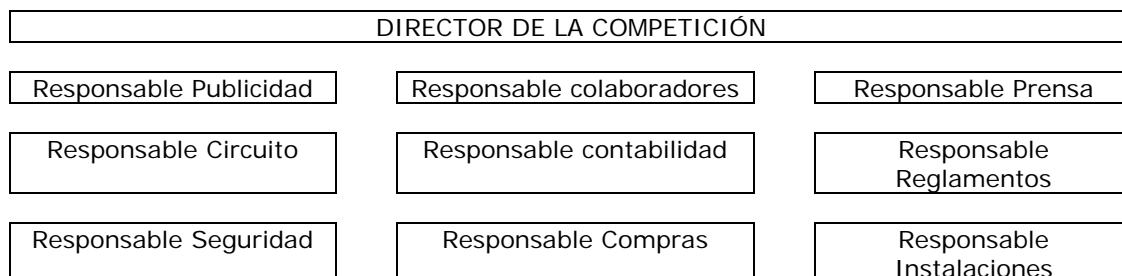 DIRECTOR DE LA COMPETICIÓN
Responsable Publicidad
Responsable colaboradores
Responsable Prensa
Responsable Circuito
Responsable contabilidad
Responsable
Reglamentos
Responsable Seguridad
Responsable Compras
Responsable
Instalaciones